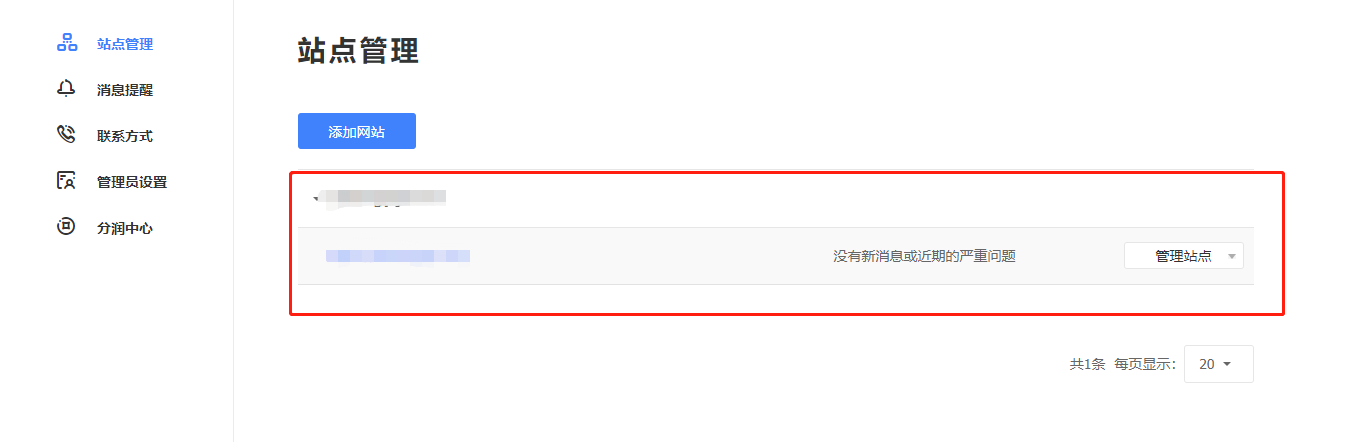 站点管理
消息提醒
联系方式
管理员设置
分润中心
站点管理
添加网站
没有新消息或近期的严重问题
管理站点
共1条 每页显示: 20